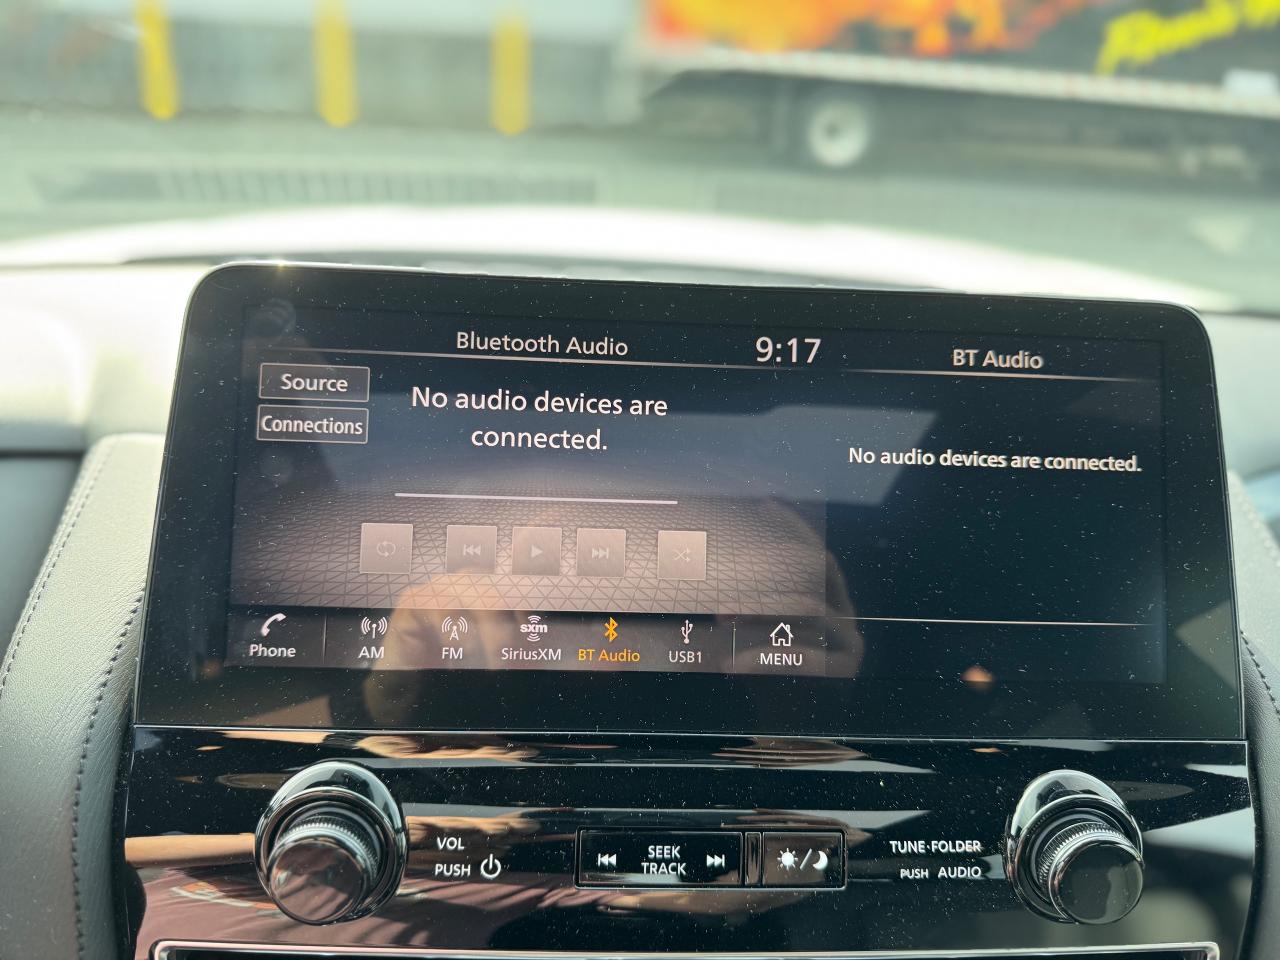 Bluetooth Audio
9:17
BT Audio
Source
Connections
No audio devices are
connected.
No audio devices are connected.
Phone
AM
FM
sxm
SiriusXM
BT Audio
USB1
MENU
VOL
PUSH
SEEK
TRACK
TUNE·FOLDER
PUSH AUDIO